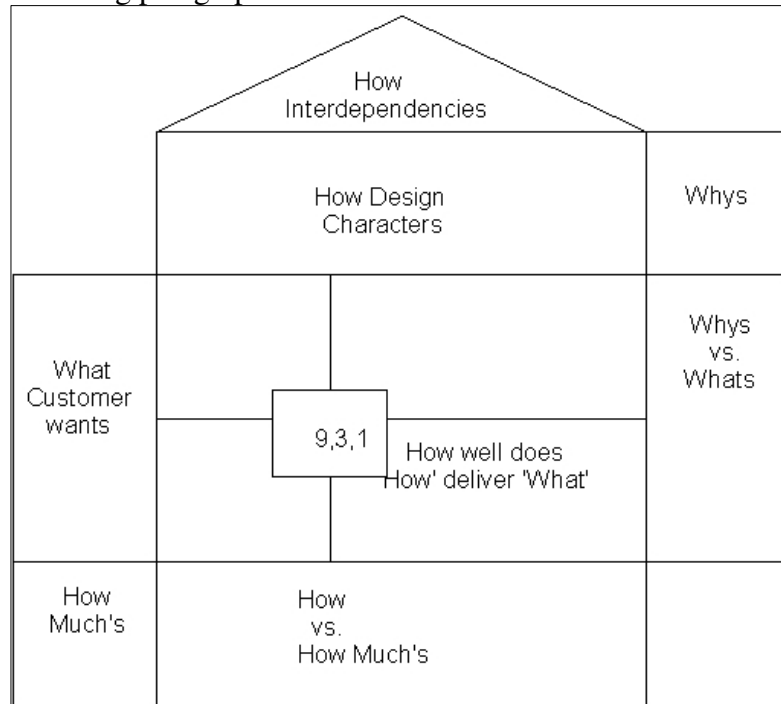 How
Interdependencies
How Design
Characters
Whys
What
Customer
wants
9,3,1
How well does
How' deliver 'What'
Whys
vs.
Whats
How
Much's
How
vs.
How Much's